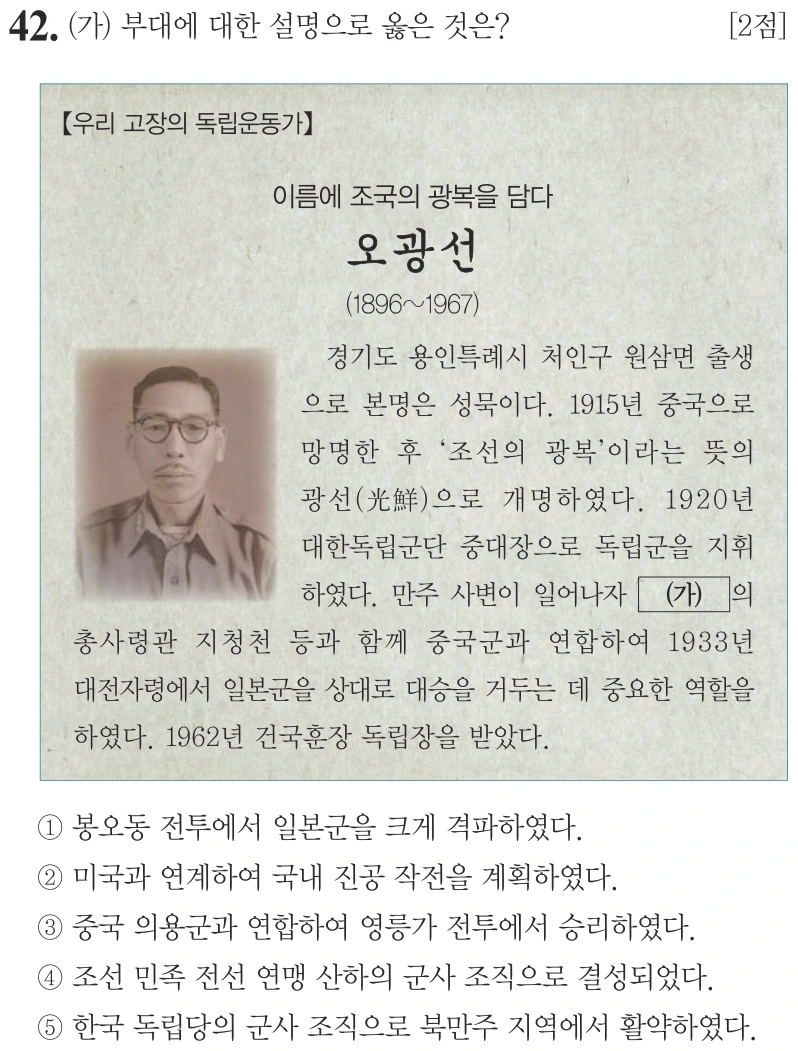 42. (가) 부대에 대한 설명으로 옳은 것은? [2점]
【우리 고장의 독립운동가】
이름에 조국의 광복을 담다
오광선
(1896~1967)
경기도 용인특례시 처인구 원삼면 출생
으로 본명은 성묵이다. 1915년 중국으로
망명한 후 ‘조선의 광복’이라는 뜻의
광선(光鮮)으로 개명하였다. 1920년
대한독립군단 중대장으로 독립군을 지휘
하였다. 만주 사변이 일어나자 (가) 의
총사령관 지청천 등과 함께 중국군과 연합하여 1933년
대전자령에서 일본군을 상대로 대승을 거두는 데 중요한 역할을
하였다. 1962년 건국훈장 독립장을 받았다.
① 봉오동 전투에서 일본군을 크게 격파하였다.
② 미국과 연계하여 국내 진공 작전을 계획하였다.
③ 중국 의용군과 연합하여 영릉가 전투에서 승리하였다.
④ 조선 민족 전선 연맹 산하의 군사 조직으로 결성되었다.
⑤ 한국 독립당의 군사 조직으로 북만주 지역에서 활약하였다.